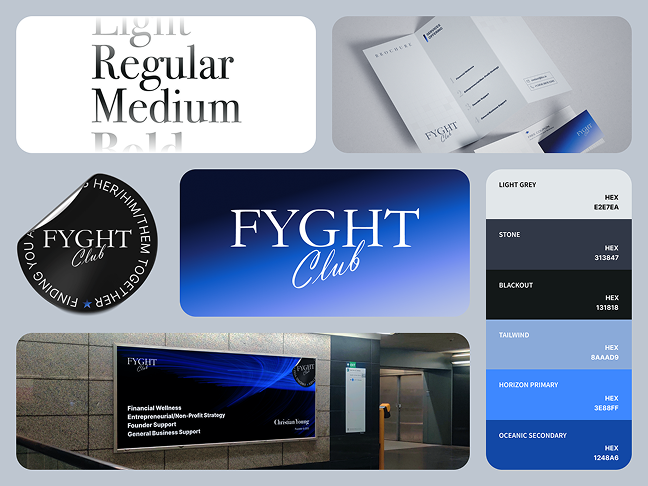 Light
Regular
Medium
Bold
BROCHURE
FYGHT
Club
HER/HIM/THEM TOGETHER ★ FINDING YOU
FYGHT
Club
FYGHT
Club
LIGHT GREY
HEX
E2E7EA
STONE
HEX
313847
BLACKOUT
HEX
131818
TAILWIND
HEX
8AAAD9
HORIZON PRIMARY
HEX
3E88FF
OCEANIC SECONDARY
HEX
1248A6
FYGHT
Club
Financial Wellness
Entrepreneurial/Non-Profit Strategy
Founder Support
General Business Support
Christian Young